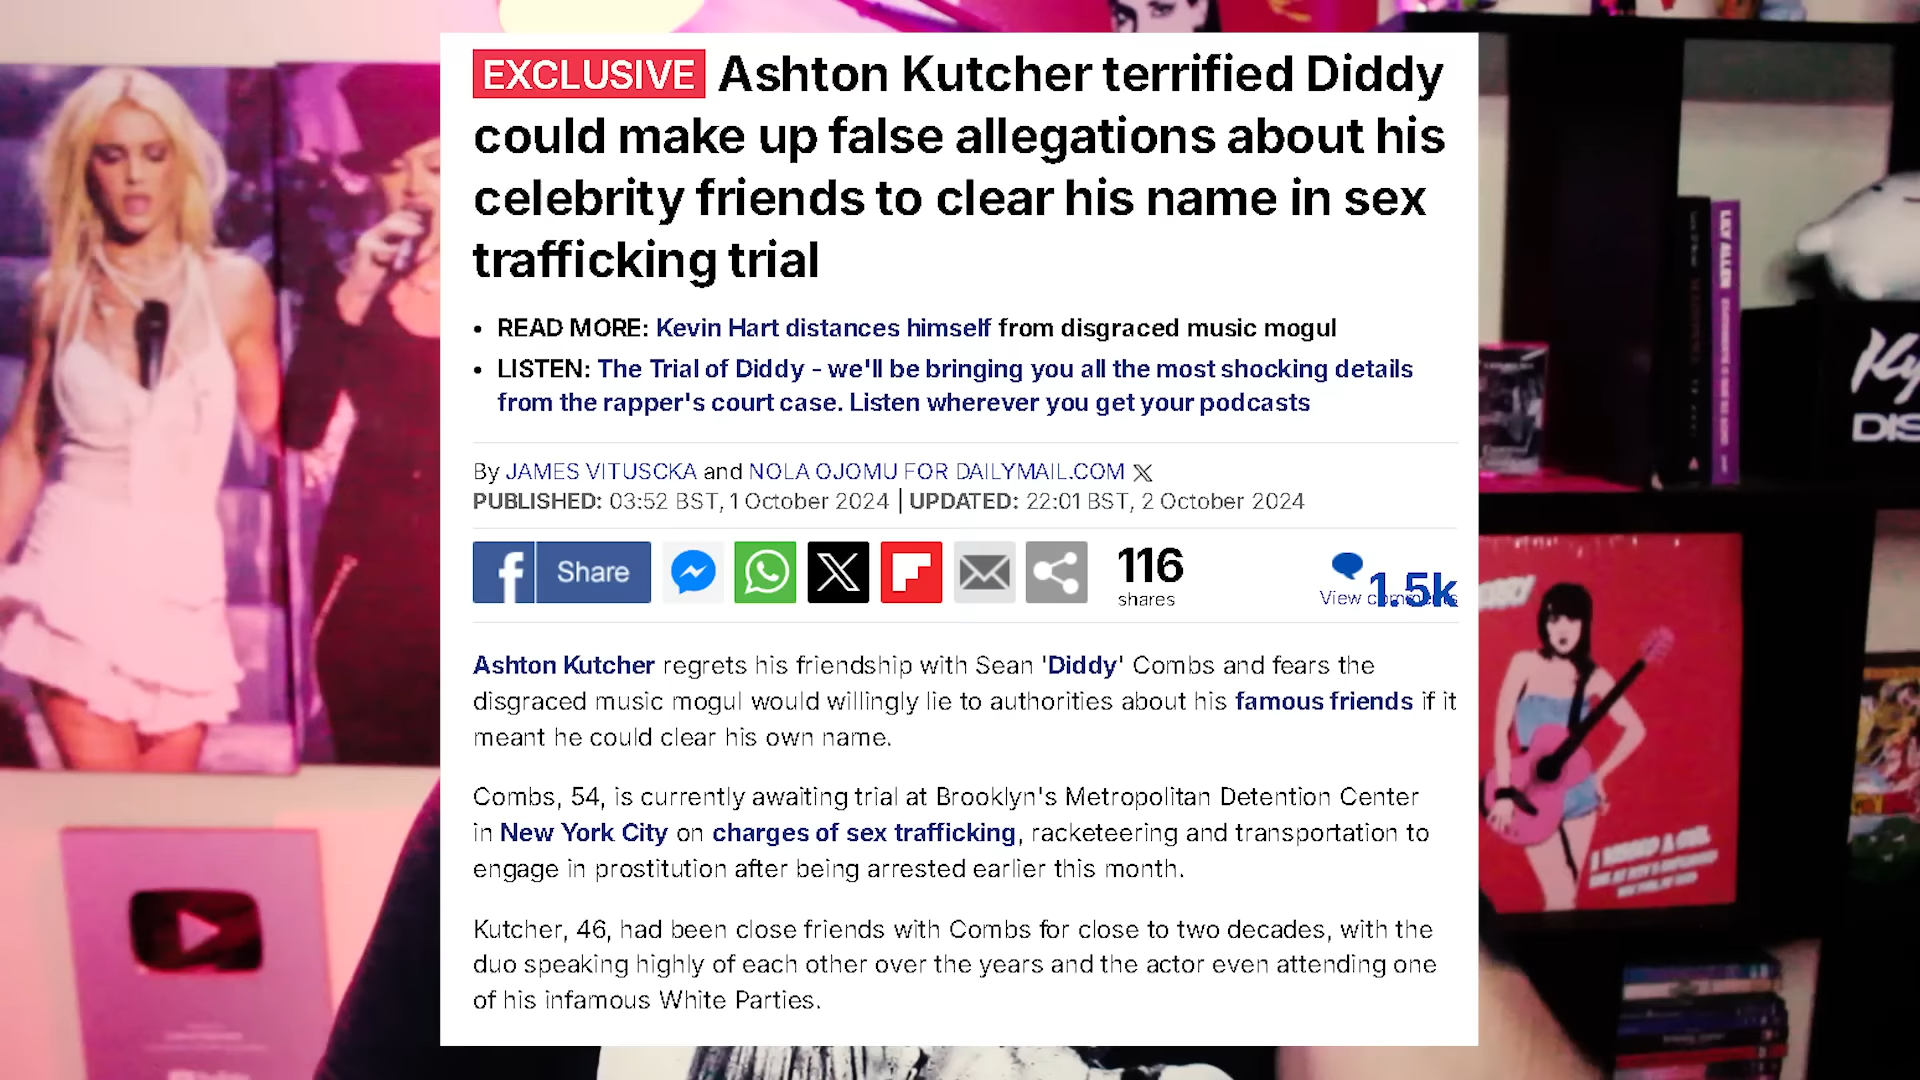 EXCLUSIVE Ashton Kutcher terrified Diddy
could make up false allegations about his
celebrity friends to clear his name in sex
trafficking trial
• READ MORE: Kevin Hart distances himself from disgraced music mogul
• LISTEN: The Trial of Diddy - we'll be bringing you all the most shocking details
from the rapper's court case. Listen wherever you get your podcasts
By JAMES VITUSCKA and NOLA OJOMU FOR DAILYMAIL.COM
PUBLISHED: 03:52 BST, 1 October 2024 | UPDATED: 22:01 BST, 2 October 2024
Share
116
shares
1.5k
View comments
Ashton Kutcher regrets his friendship with Sean 'Diddy' Combs and fears the
disgraced music mogul would willingly lie to authorities about his famous friends if it
meant he could clear his own name.
Combs, 54, is currently awaiting trial at Brooklyn's Metropolitan Detention Center
in New York City on charges of sex trafficking, racketeering and transportation to
engage in prostitution after being arrested earlier this month.
Kutcher, 46, had been close friends with Combs for close to two decades, with the
duo speaking highly of each other over the years and the actor even attending one
of his infamous White Parties.
LILY ALLEN
Ky
DIS
I KISSED A GIRL